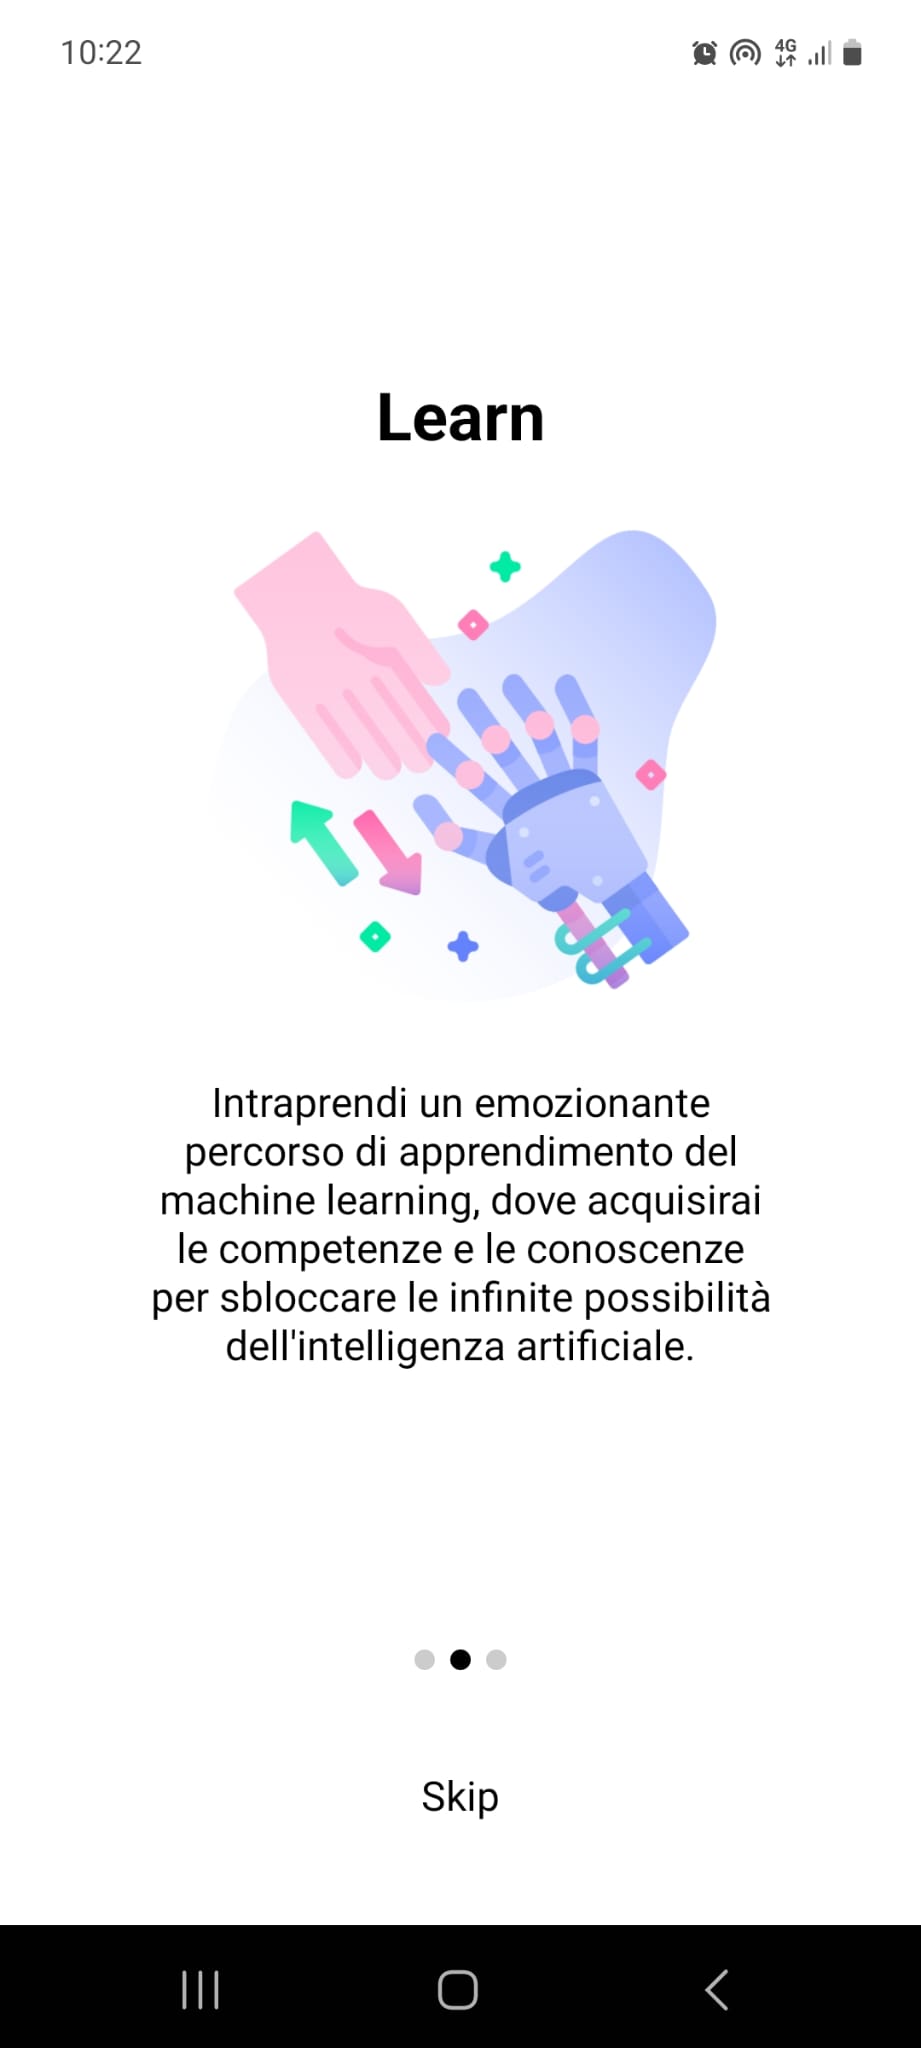 10:22
4G
Learn
Intraprendi un emozionante
percorso di apprendimento del
machine learning, dove acquisirai
le competenze e le conoscenze
per sbloccare le infinite possibilità
dell'intelligenza artificiale.
Skip